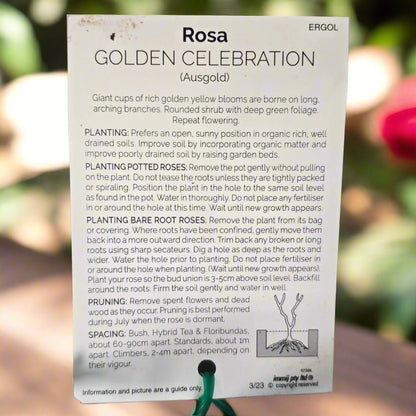 ERGOL
Rosa
GOLDEN CELEBRATION
(Ausgold)
Giant cups of rich golden yellow blooms are borne on long,
arching branches. Rounded shrub with deep green foliage.
Repeat flowering.
PLANTING: Prefers an open, sunny position in organic rich, well
drained soils. Improve soil by incorporating organic matter and
improve poorly drained soil by raising garden beds.
PLANTING POTTED ROSES: Remove the pot gently without pulling
on the plant. Do not tease the roots unless they are tightly packed
or spiraling. Position the plant in the hole to the same soil level
as found in the pot. Water in thoroughly. Do not place any fertiliser
in or around the hole at this time. Wait until new growth appears.
PLANTING BARE ROOT ROSES: Remove the plant from its bag
or covering. Where roots have been confined, gently move them
back into a more outward direction. Trim back any broken or long
roots using sharp secateurs. Dig a hole as deep as the roots and
wider. Water the hole prior to planting. Do not place fertiliser in
or around the hole when planting. (Wait until new growth appears).
Plant your rose so the bud union is 3-5cm above soil level. Backfill
around the roots. Firm the soil gently and water in well.
PRUNING: Remove spent flowers and dead
wood as they occur. Pruning is best performed
during July when the rose is dormant.
SPACING: Bush, Hybrid Tea & Floribundas,
about 60-90cm apart. Standards, about 1m
apart. Climbers, 2-4m apart, depending on
their vigour.
immij pty ltd®
Information and picture are a guide only.
3/23 © copyright reserved